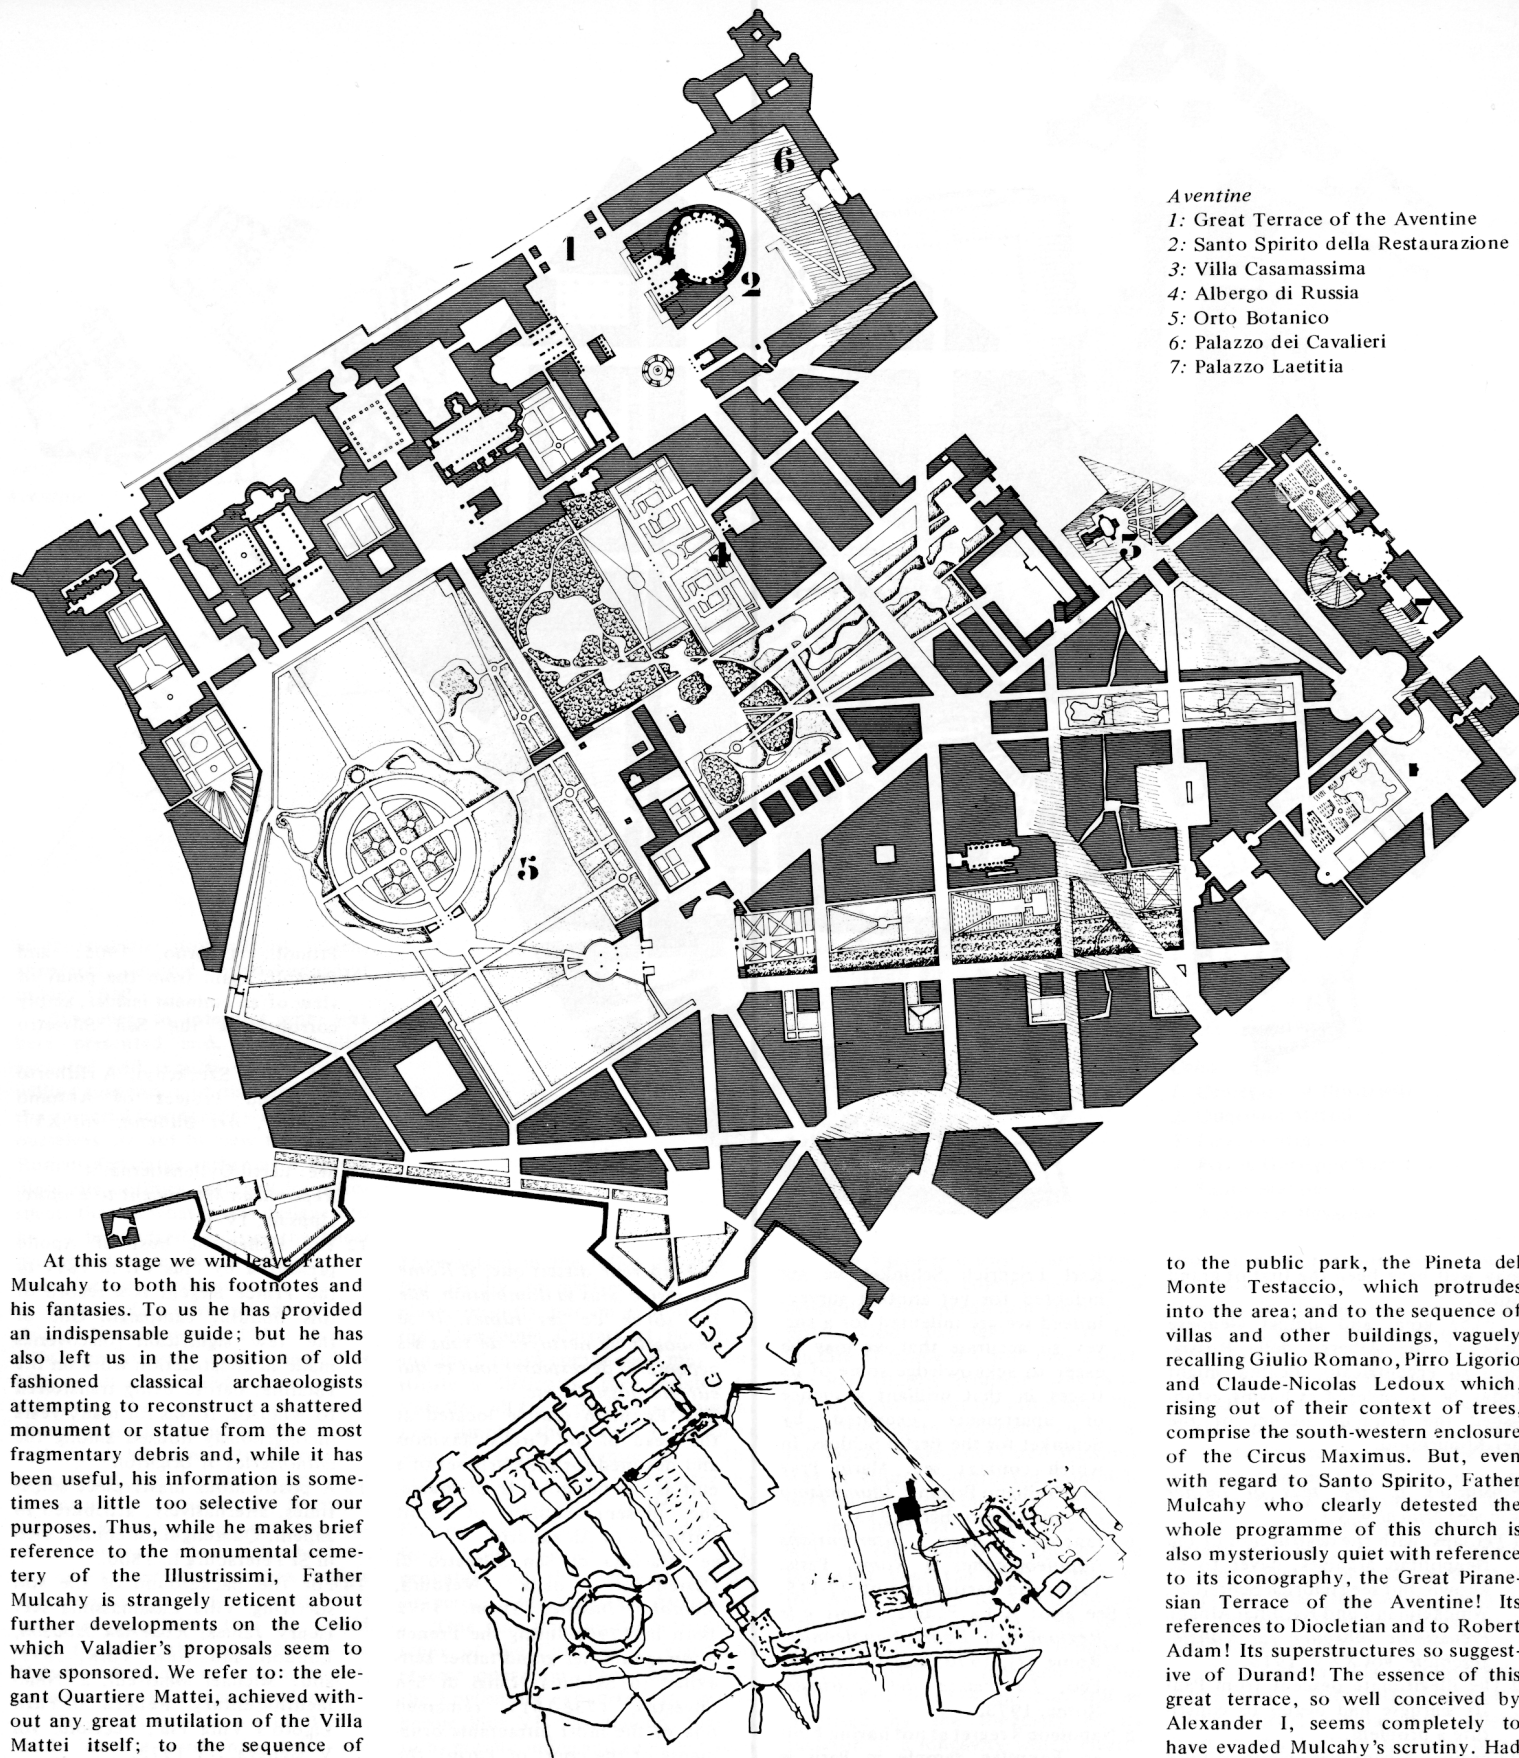 6
1
2
4
3
7
5
Aventine
1: Great Terrace of the Aventine
2: Santo Spirito della Restaurazione
3: Villa Casamassima
4: Albergo di Russia
5: Orto Botanico
6: Palazzo dei Cavalieri
7: Palazzo Laetitia
At this stage we will leave Father
Mulcahy to both his footnotes and
his fantasies. To us he has provided
an indispensable guide; but he has
also left us in the position of old
fashioned classical archaeologists
attempting to reconstruct a shattered
monument or statue from the most
fragmentary debris and, while it has
been useful, his information is some-
times a little too selective for our
purposes. Thus, while he makes brief
reference to the monumental ceme-
tery of the Illustrissimi, Father
Mulcahy is strangely reticent about
further developments on the Celio
which Valadier's proposals seem to
have sponsored. We refer to: the ele-
gant Quartiere Mattei, achieved with-
out any great mutilation of the Villa
Mattei itself; to the sequence of
to the public park, the Pineta del
Monte Testaccio, which protrudes
into the area; and to the sequence of
villas and other buildings, vaguely
recalling Giulio Romano, Pirro Ligorio
and Claude-Nicolas Ledoux which,
rising out of their context of trees,
comprise the south-western enclosure
of the Circus Maximus. But, even
with regard to Santo Spirito, Father
Mulcahy who clearly detested the
whole programme of this church is
also mysteriously quiet with reference
to its iconography, the Great Pirane-
sian Terrace of the Aventine! Its
references to Diocletian and to Robert
Adam! Its superstructures so suggest-
ive of Durand! The essence of this
great terrace, so well conceived by
Alexander I, seems completely to
have evaded Mulcahy's scrutiny. Had